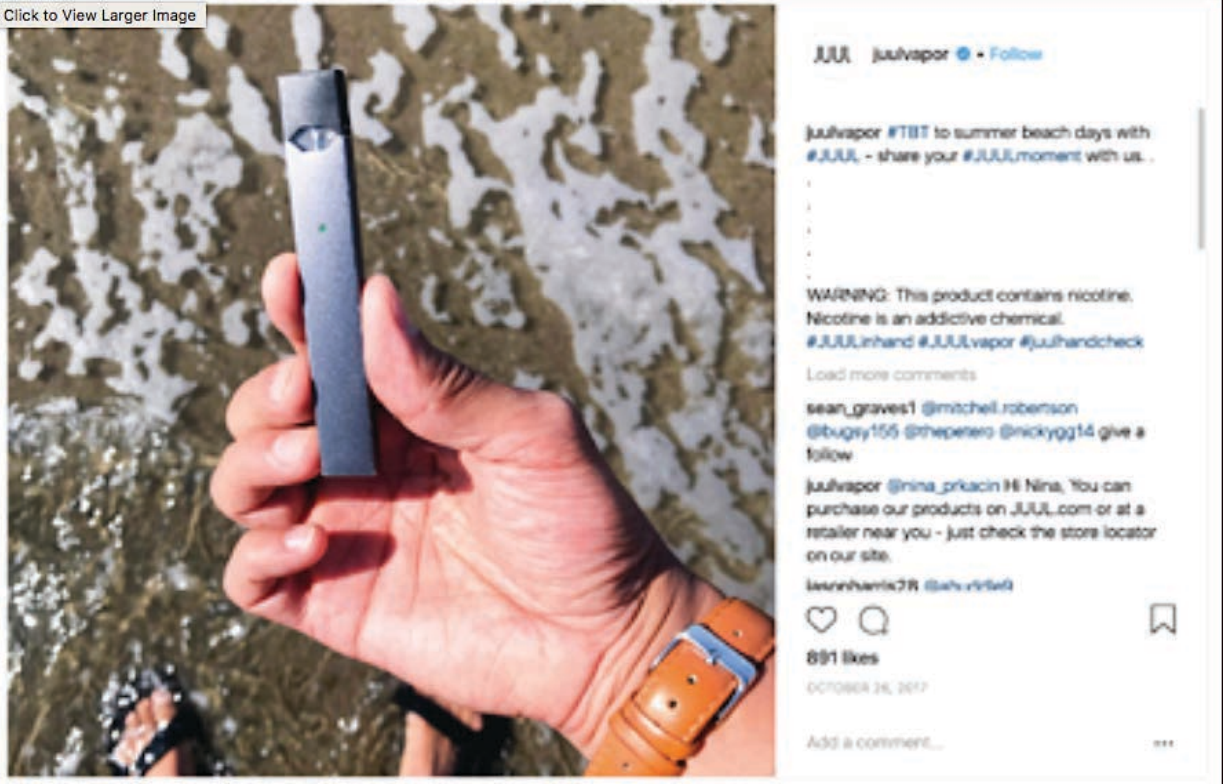 Click to View Larger Image
JUUL juulvapor • Follow
juulvapor #TBT to summer beach days with
#JUUL - share your #JUULmoment with us. .
.
.
.
.
.
WARNING: This product contains nicotine.
Nicotine is an addictive chemical.
#JUULinhand #JUULvapor #juulhandcheck
Load more comments
sean_graves1 @mitchell.robertson
@bugsy155 @thepetero @nickygg14 give a
follow
juulvapor @nina_prkacin Hi Nina, You can
purchase our products on JUUL.com or at a
retailer near you - just check the store locator
on our site.
jasonharris28
891 likes
OCTOBER 26, 2017
Add a comment...